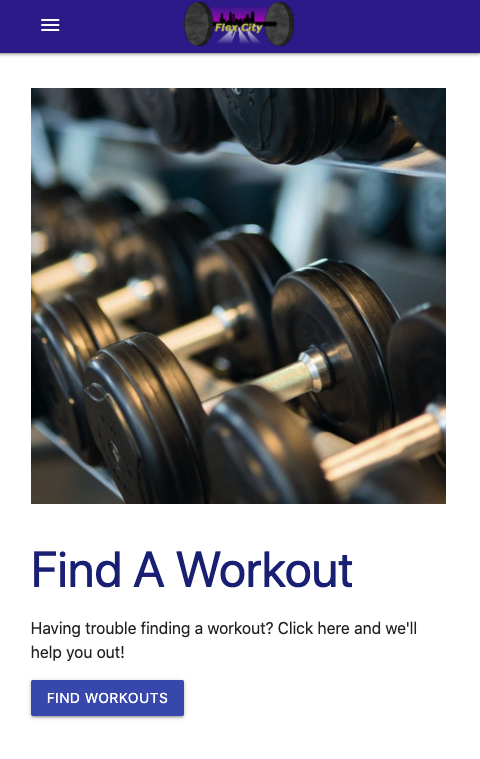 Flex City
Find A Workout
Having trouble finding a workout? Click here and we'll
help you out!
FIND WORKOUTS